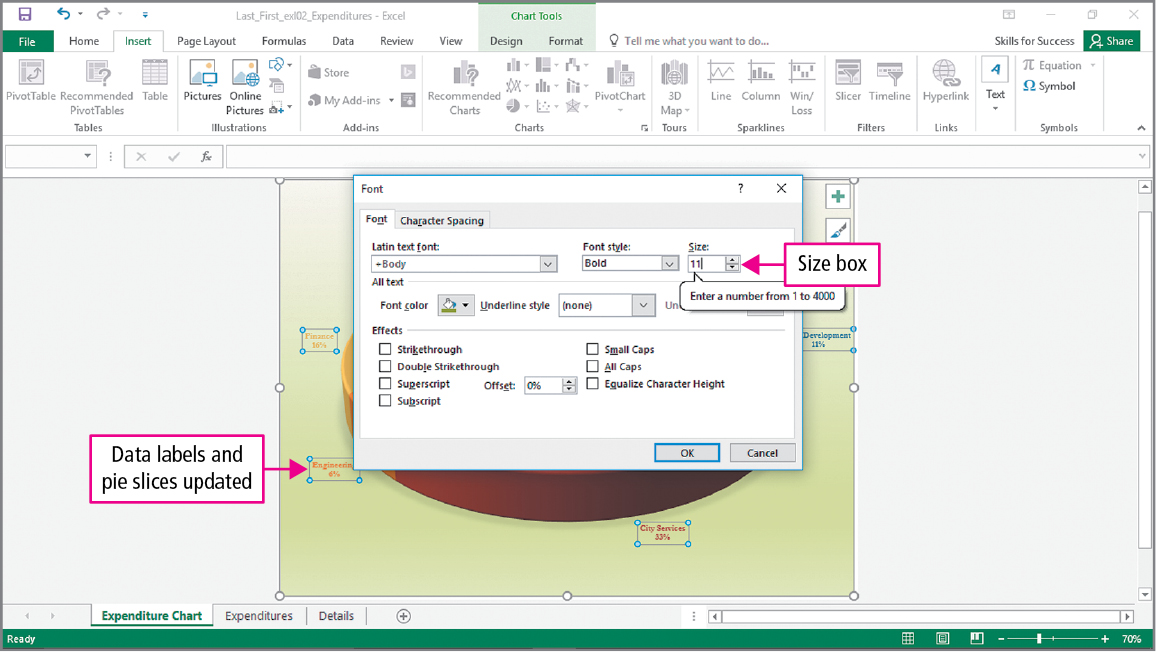 Last_First_exl02_Expenditures - Excel
Chart Tools
File Home Insert Page Layout Formulas Data Review View Design Format Tell me what you want to do... Skills for Success Share
PivotTable
Recommended
PivotTables
Table
Tables
Pictures
Online
Pictures
Illustrations
Store
My Add-ins
Add-ins
Recommended
Charts
PivotChart
Charts
3D
Map
Tours
Line
Column
Win/
Loss
Sparklines
Slicer
Timeline
Filters
Hyperlink
Links
A
Text
π Equation
Ω Symbol
Symbols
fx
Font ?
Font Character Spacing
Latin text font:
+Body
Font style:
Bold
Size:
11
Size box
Enter a number from 1 to 4000
All text
Font color Underline style (none) Un
Effects
Strikethrough
Double Strikethrough
Superscript
Offset: 0%
Subscript
Small Caps
All Caps
Equalize Character Height
OK Cancel
Finance
16%
Development
11%
Data labels and
pie slices updated
Engineering
6%
City Services
33%
Expenditure Chart Expenditures Details
Ready
70%